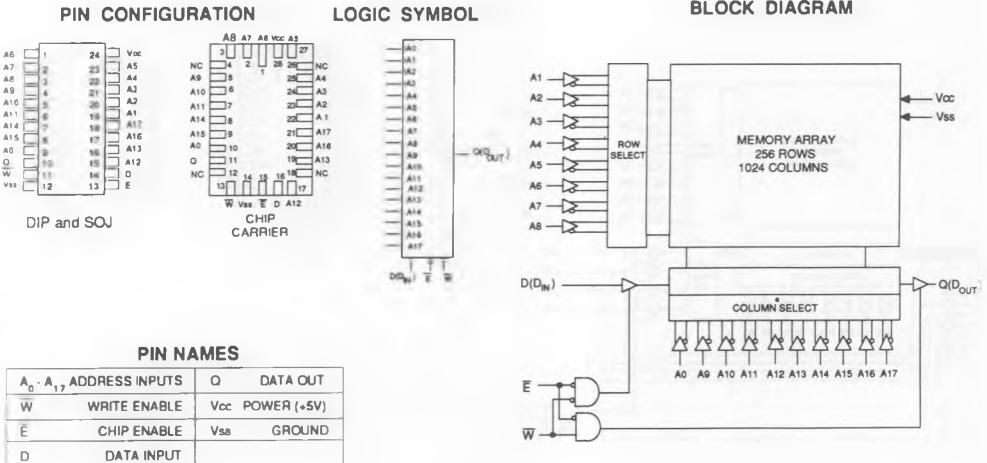 PIN CONFIGURATION
LOGIC SYMBOL
BLOCK DIAGRAM
A6 1 24 Vcc
A7 2 23 A5
A8 3 22 A4
A9 4 21 A3
A10 5 20 A2
A11 6 19 A1
A14 7 18 A17
A15 8 17 A16
A0 9 16 A13
Q 10 15 A12
W 11 14 D
Vss 12 13 E
DIP and SOJ
A8 A7 A6 Vcc A5
3 2 1 28 27
NC 4 26 NC
A9 5 25 A4
A10 6 24 A3
A11 7 23 A2
A14 8 22 A1
A15 9 21 A17
A0 10 20 A16
Q 11 19 A13
NC 12 18 NC
13 14 15 16 17
W Vss E D A12
CHIP
CARRIER
A0
A1
A2
A3
A4
A5
A6
A7
A8
A9
A10
A11
A12
A13
A14
A15
A16
A17
Q(DOUT)
D(DIN) E W
A1
A2
A3
A4
A5
A6
A7
A8
ROW
SELECT
MEMORY ARRAY
256 ROWS
1024 COLUMNS
Vcc
Vss
D(DIN)
Q(DOUT)
COLUMN SELECT
A0 A9 A10 A11 A12 A13 A14 A15 A16 A17
E
W
PIN NAMES
A0 - A17 ADDRESS INPUTS Q DATA OUT
W WRITE ENABLE Vcc POWER (+5V)
E CHIP ENABLE Vss GROUND
D DATA INPUT